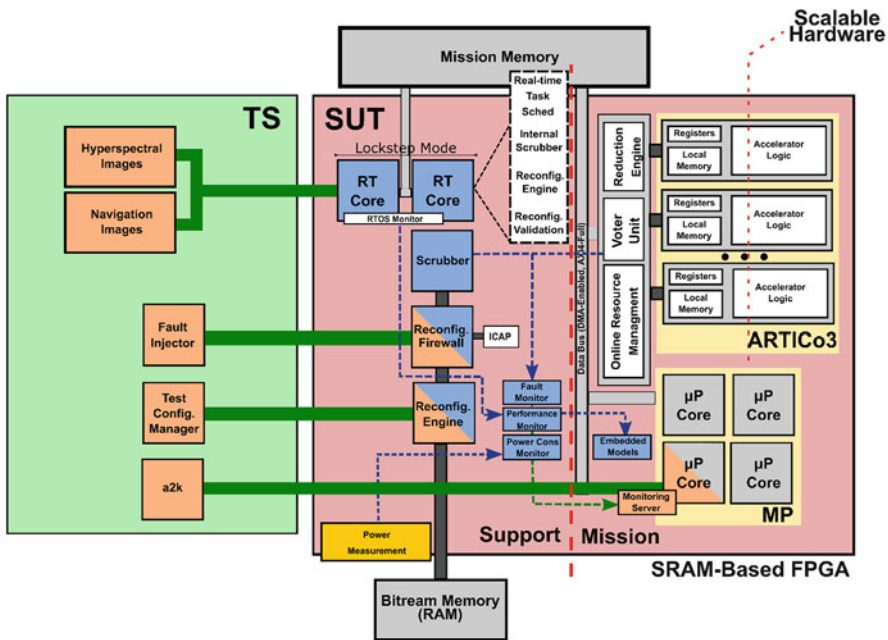 Scalable
Hardware
Mission Memory
TS
SUT
Real-time
Task
Sched
Internal
Scrubber
Reconfig.
Engine
Reconfig.
Validation
Hyperspectral
Images
Navigation
Images
Lockstep Mode
RT
Core
RT
Core
RTOS Monitor
Scrubber
Fault
Injector
Reconfig.
Firewall
ICAP
Test
Config.
Manager
Reconfig.
Engine
a2k
Fault
Monitor
Performance
Monitor
Power Cons
Monitor
Embedded
Models
Monitoring
Server
Data Bus (DMA-Enabled, AXI4-Full)
Reduction
Engine
Voter
Unit
Online Resource
Managment
Registers
Local
Memory
Accelerator
Logic
Registers
Local
Memory
Accelerator
Logic
Registers
Local
Memory
Accelerator
Logic
ARTICo3
µP
Core
µP
Core
µP
Core
µP
Core
MP
Power
Measurement
Support
Mission
SRAM-Based FPGA
Bitream Memory
(RAM)